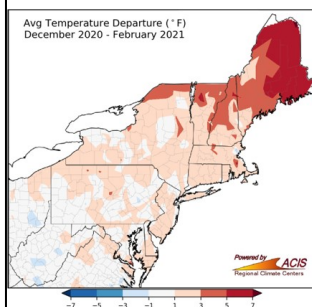 Avg Temperature Departure (°F)
December 2020 - February 2021
Powered by
ACIS
Regional Climate Centers
-7 -5 -3 -1 1 3 5 7